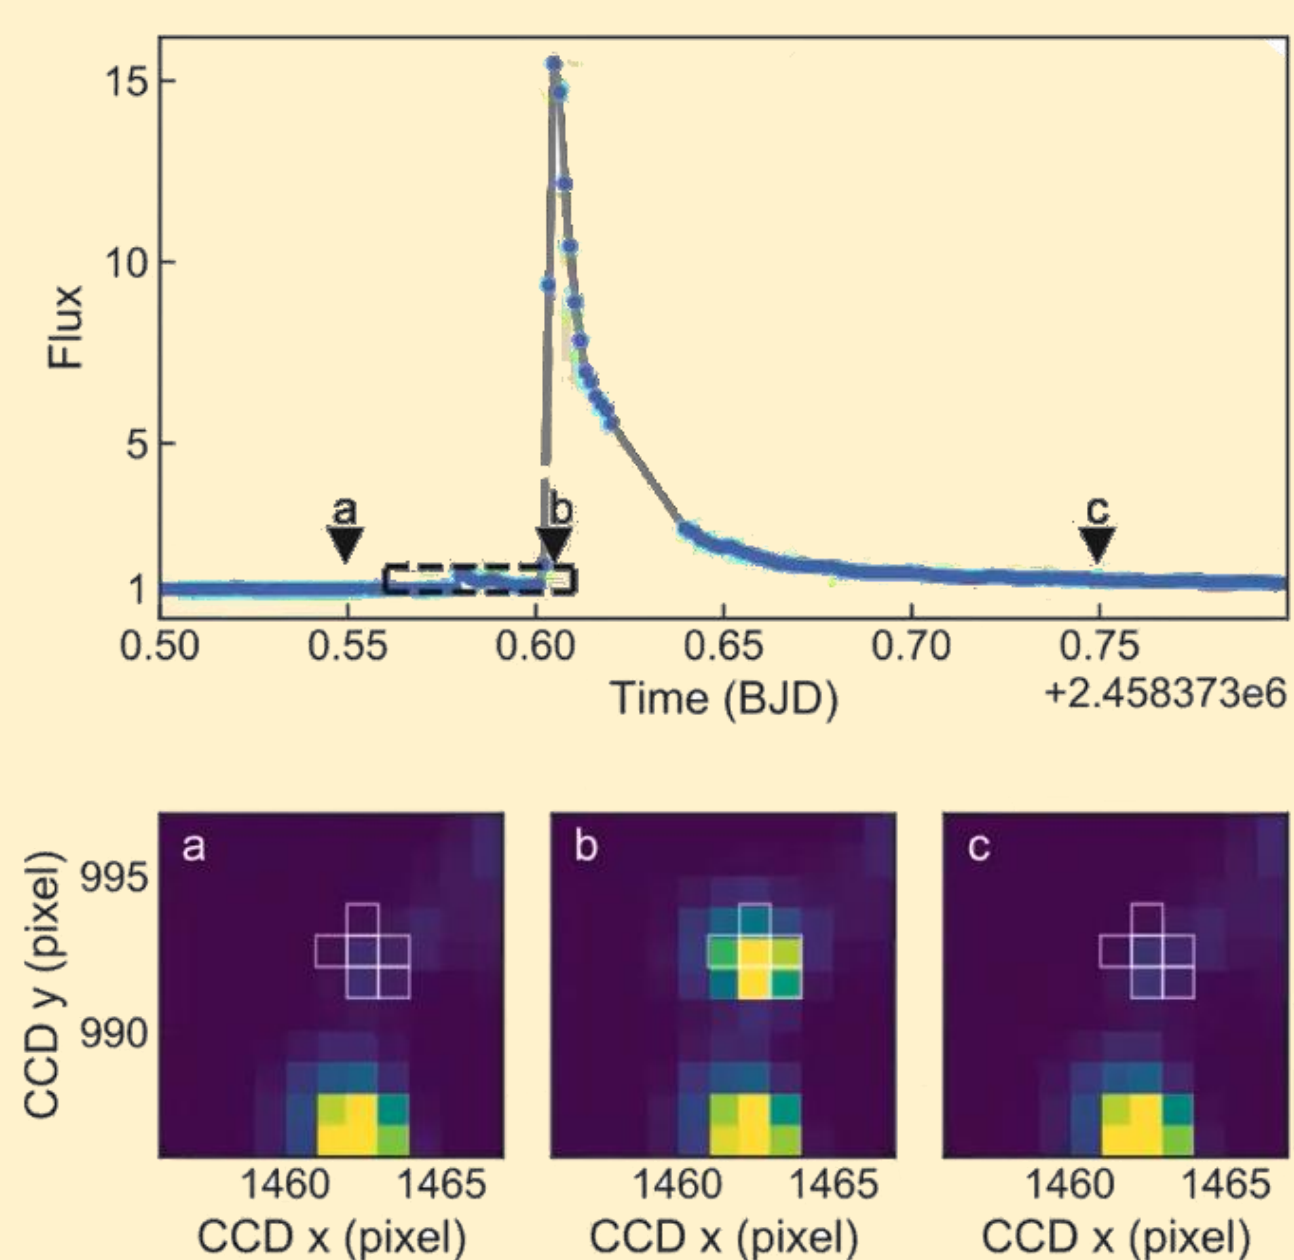 15
10
5
1
Flux
a
b
c
0.50 0.55 0.60 0.65 0.70 0.75
Time (BJD)
+2.458373e6
a
b
c
995
990
CCD y (pixel)
1460 1465
1460 1465
1460 1465
CCD x (pixel)
CCD x (pixel)
CCD x (pixel)